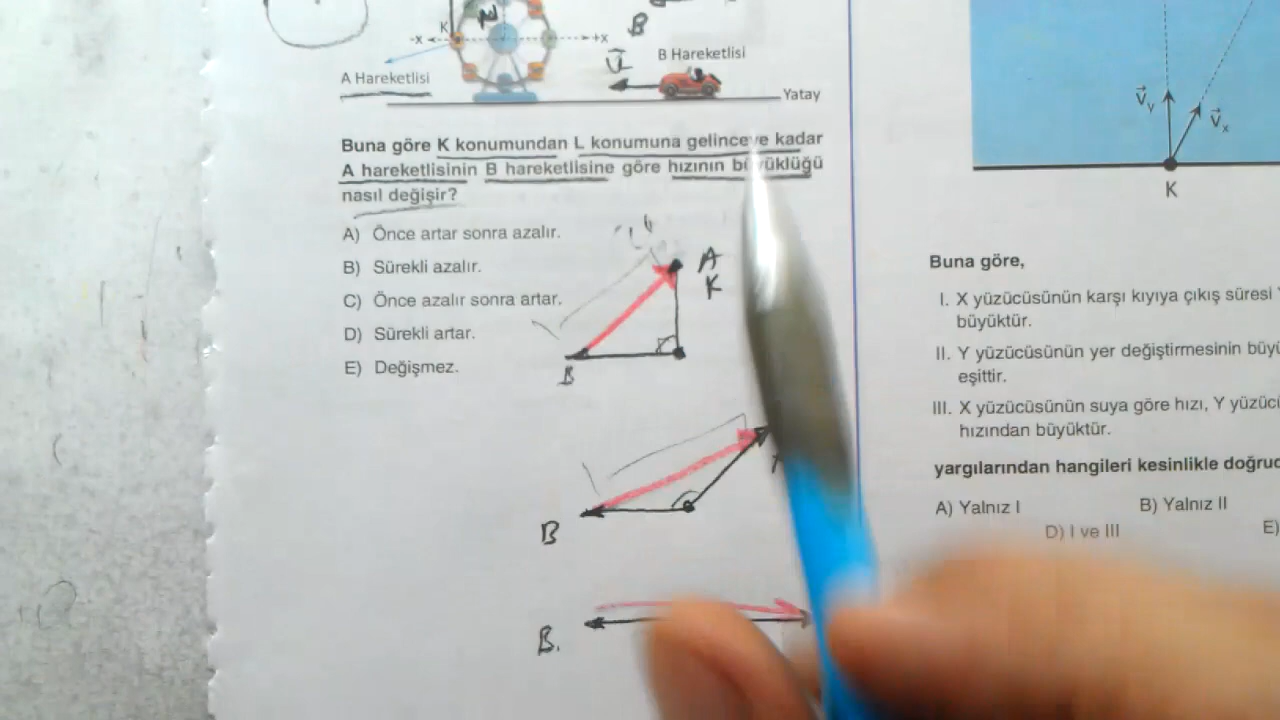 N
B
K
-x
+x
A Hareketlisi
B Hareketlisi
Yatay
Buna göre K konumundan L konumuna gelinceye kadar
A hareketlisinin B hareketlisine göre hızının büyüklüğü
nasıl değişir?
A) Önce artar sonra azalır.
B) Sürekli azalır.
C) Önce azalır sonra artar.
D) Sürekli artar.
E) Değişmez.
A
K
B
B
B.
V⃗Y
V⃗X
K
Buna göre,
I. X yüzücüsünün karşı kıyıya çıkış süresi
büyüktür.
II. Y yüzücüsünün yer değiştirmesinin
eşittir.
III. X yüzücüsünün suya göre hızı, Y
hızından büyüktür.
yargılarından hangileri kesinlikle
A) Yalnız I
B) Yalnız II
D) I ve III
E)